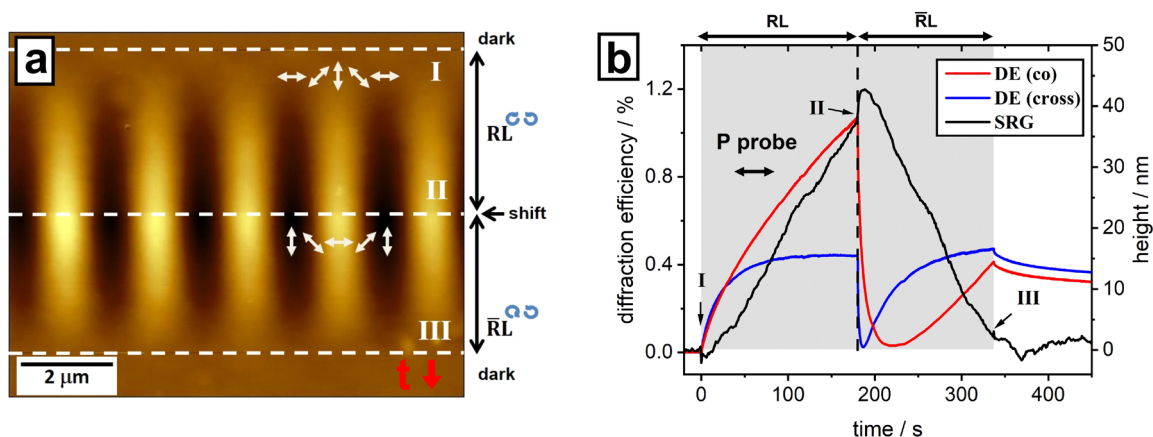 a
dark
I
RL
II
shift
R̅L
III
t
2 µm
dark
b
RL
R̅L
DE (co)
DE (cross)
SRG
II
P probe
I
III
diffraction efficiency / %
1.2
0.8
0.4
0.0
0
100
200
300
400
time / s
50
40
30
20
10
0
height / nm